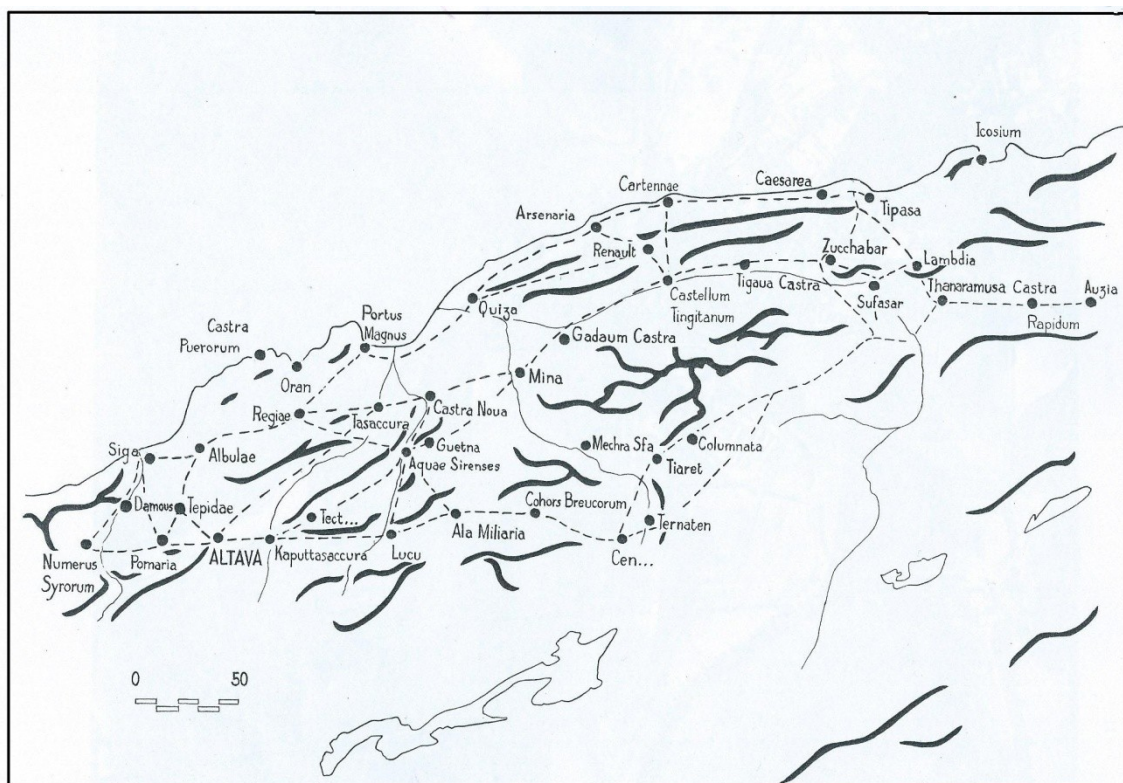 Icosium
Cartennae
Caesarea
Tipasa
Arsenaria
Renault
Zucchabar
Lambdia
Castellum
Tingitanum
Tigaua Castra
Sufasar
Thanaramusa Castra
Rapidum
Auzia
Quiza
Portus
Magnus
Castra
Puerorum
Oran
Gadaum Castra
Mina
Regiae
Tasaccura
Castra Noua
Guetna
Aquae Sirenses
Mechra Sfa
Columnata
Tiaret
Siga
Albulae
Damous
Tepidae
Tect...
Ala Miliaria
Cohors Breucorum
Ternaten
Cen...
Numerus
Syrorum
Pomaria
ALTAVA
Kaputtasaccura
Lucu
0 50